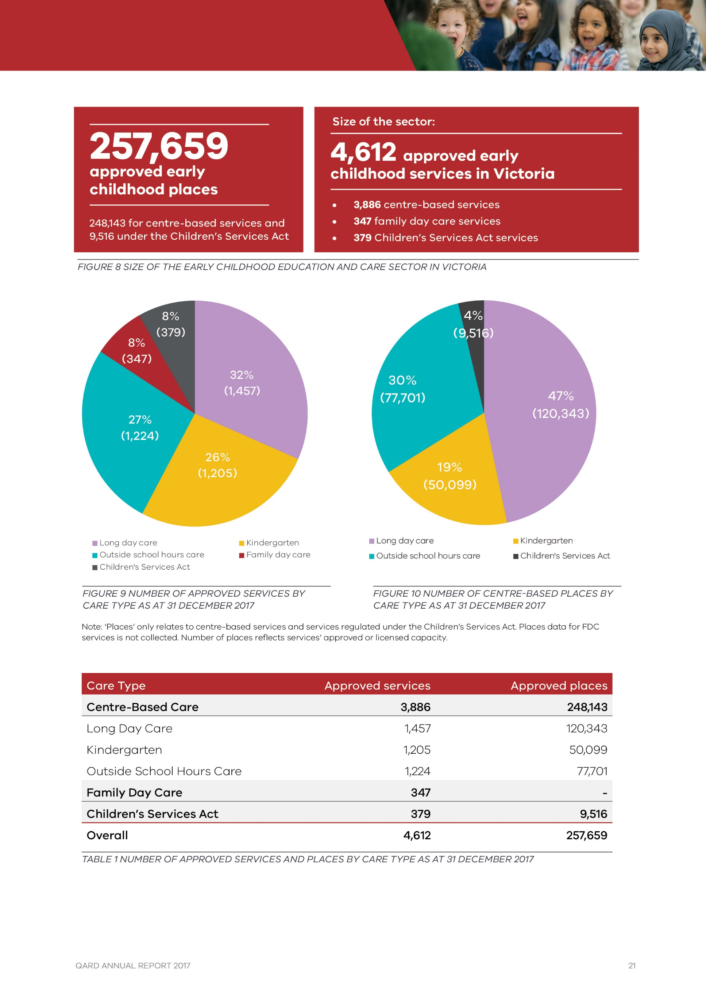 257,659
approved early
childhood places
248,143 for centre-based services and
9,516 under the Children’s Services Act
Size of the sector:
4,612 approved early
childhood services in Victoria
• 3,886 centre-based services
• 347 family day care services
• 379 Children’s Services Act services
FIGURE 8 SIZE OF THE EARLY CHILDHOOD EDUCATION AND CARE SECTOR IN VICTORIA
8%
(379)
8%
(347)
32%
(1,457)
27%
(1,224)
26%
(1,205)
Long day care
Kindergarten
Outside school hours care
Family day care
Children's Services Act
FIGURE 9 NUMBER OF APPROVED SERVICES BY
CARE TYPE AS AT 31 DECEMBER 2017
4%
(9,516)
30%
(77,701)
47%
(120,343)
19%
(50,099)
Long day care
Kindergarten
Outside school hours care
Children's Services Act
FIGURE 10 NUMBER OF CENTRE-BASED PLACES BY
CARE TYPE AS AT 31 DECEMBER 2017
Note: ‘Places’ only relates to centre-based services and services regulated under the Children’s Services Act. Places data for FDC
services is not collected. Number of places reflects services’ approved or licensed capacity.
Care Type Approved services Approved places
Centre-Based Care 3,886 248,143
Long Day Care 1,457 120,343
Kindergarten 1,205 50,099
Outside School Hours Care 1,224 77,701
Family Day Care 347 -
Children’s Services Act 379 9,516
Overall 4,612 257,659
TABLE 1 NUMBER OF APPROVED SERVICES AND PLACES BY CARE TYPE AS AT 31 DECEMBER 2017
QARD ANNUAL REPORT 2017 21